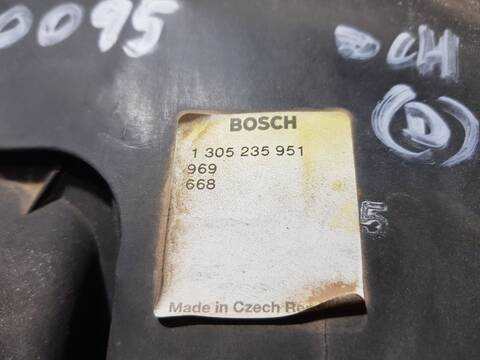 0095
DCH
(D)
BOSCH
1 305 235 951
969
668
5
Made in Czech Re